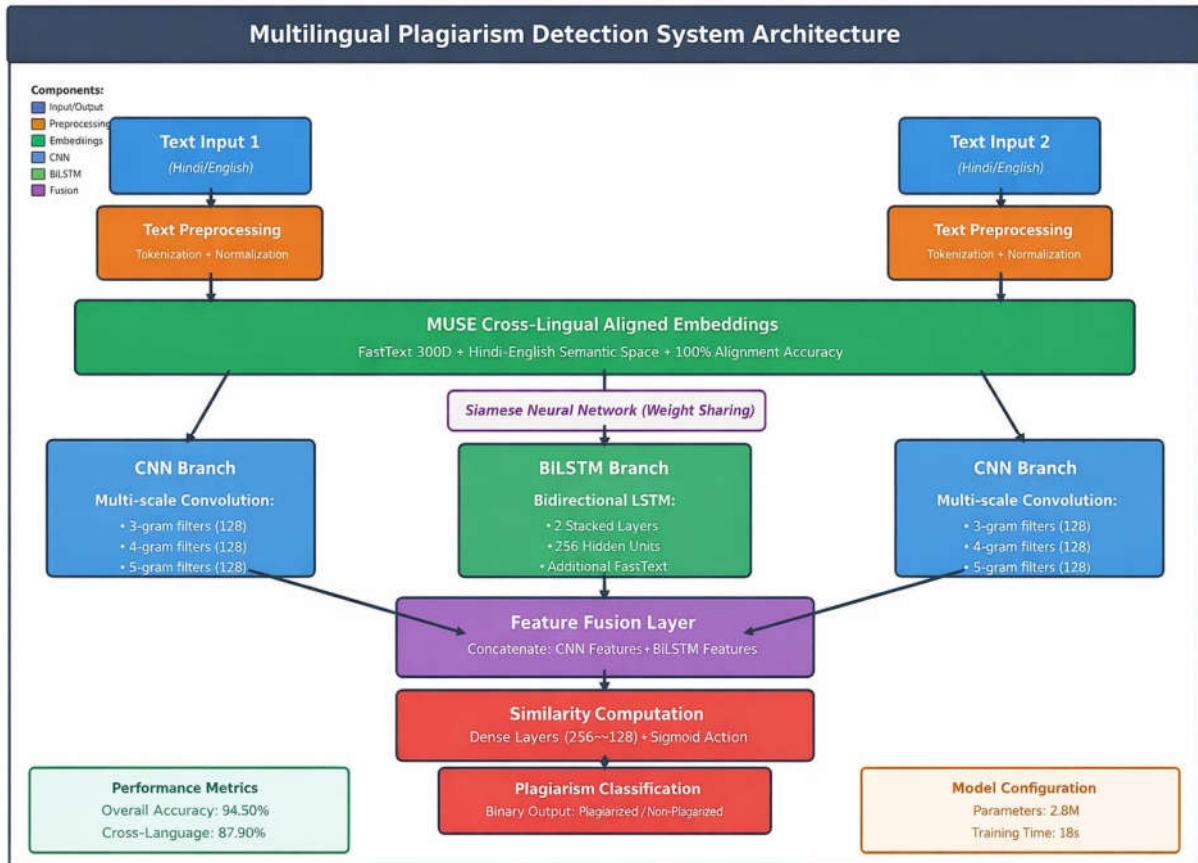 Multilingual Plagiarism Detection System Architecture
Components:
Input/Output
Preprocessing
Embeddings
CNN
BiLSTM
Fusion
Text Input 1
(Hindi/English)
Text Input 2
(Hindi/English)
Text Preprocessing
Tokenization + Normalization
Text Preprocessing
Tokenization + Normalization
MUSE Cross-Lingual Aligned Embeddings
FastText 300D + Hindi-English Semantic Space + 100% Alignment Accuracy
Siamese Neural Network (Weight Sharing)
CNN Branch
Multi-scale Convolution:
• 3-gram filters (128)
• 4-gram filters (128)
• 5-gram filters (128)
BiLSTM Branch
Bidirectional LSTM:
• 2 Stacked Layers
• 256 Hidden Units
• Additional FastText
CNN Branch
Multi-scale Convolution:
• 3-gram filters (128)
• 4-gram filters (128)
• 5-gram filters (128)
Feature Fusion Layer
Concatenate: CNN Features + BiLSTM Features
Similarity Computation
Dense Layers (256~~128) + Sigmoid Action
Plagiarism Classification
Binary Output: Plagiarized / Non-Plagarized
Performance Metrics
Overall Accuracy: 94.50%
Cross-Language: 87.90%
Model Configuration
Parameters: 2.8M
Training Time: 18s